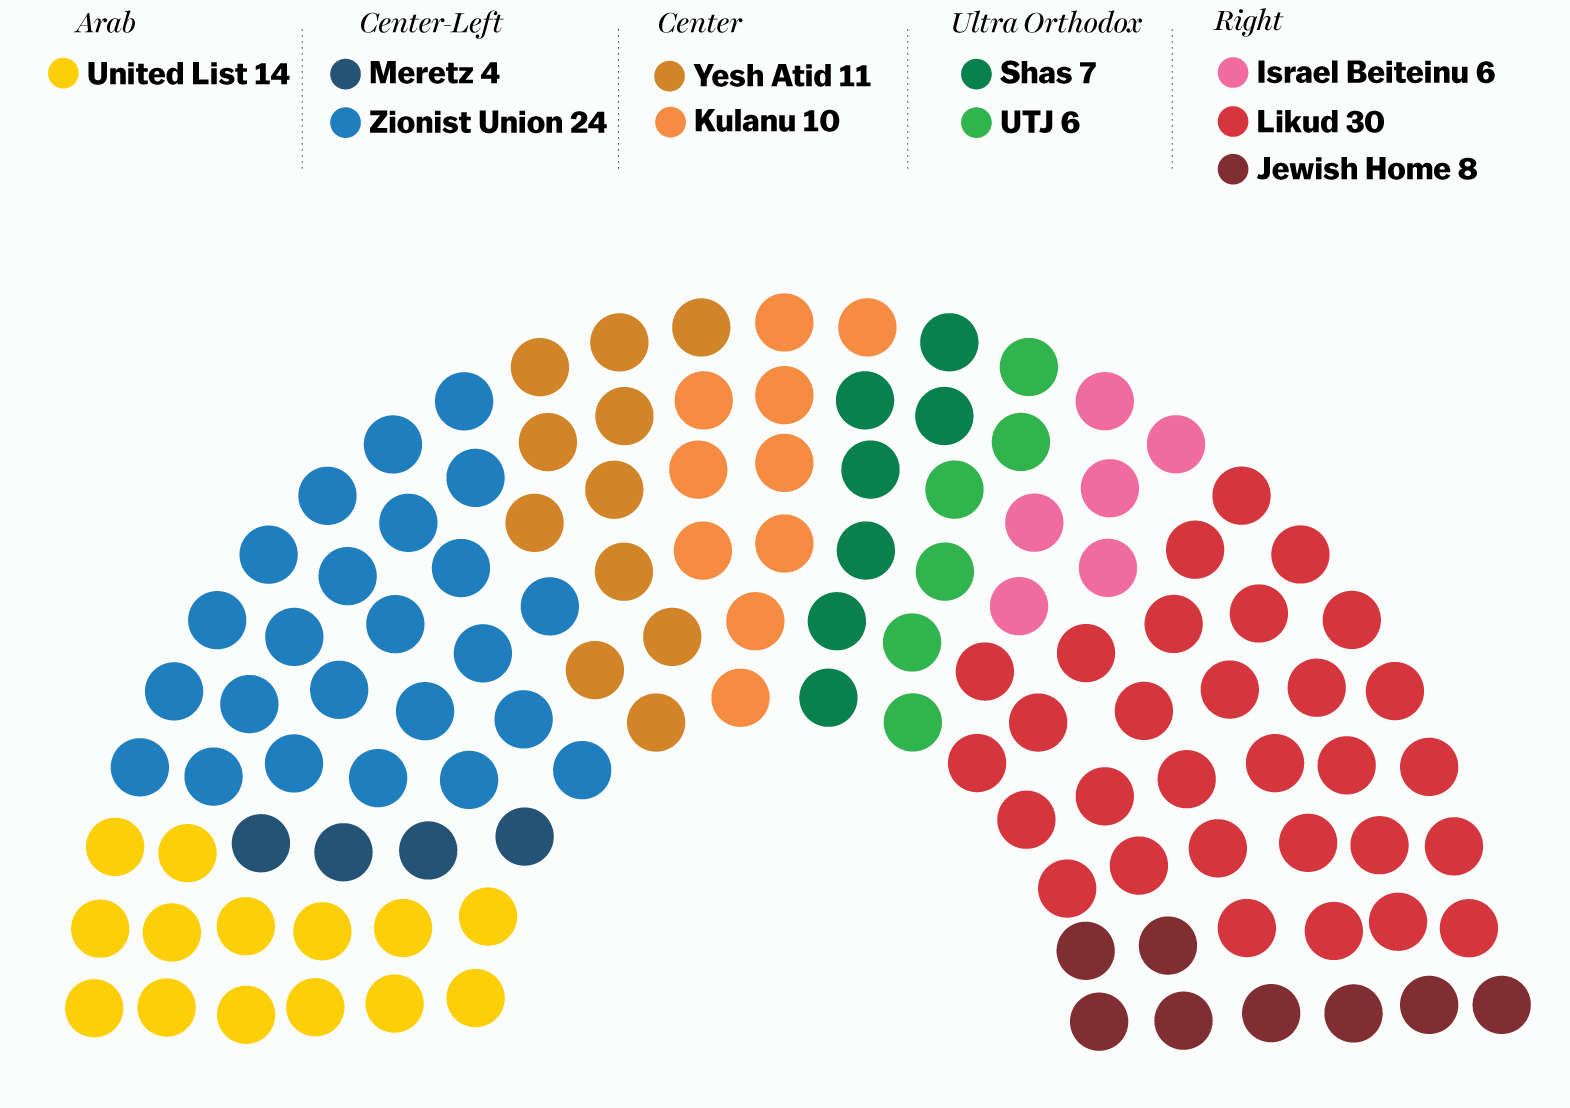 Arab
United List 14
Center-Left
Meretz 4
Zionist Union 24
Center
Yesh Atid 11
Kulanu 10
Ultra Orthodox
Shas 7
UTJ 6
Right
Israel Beiteinu 6
Likud 30
Jewish Home 8